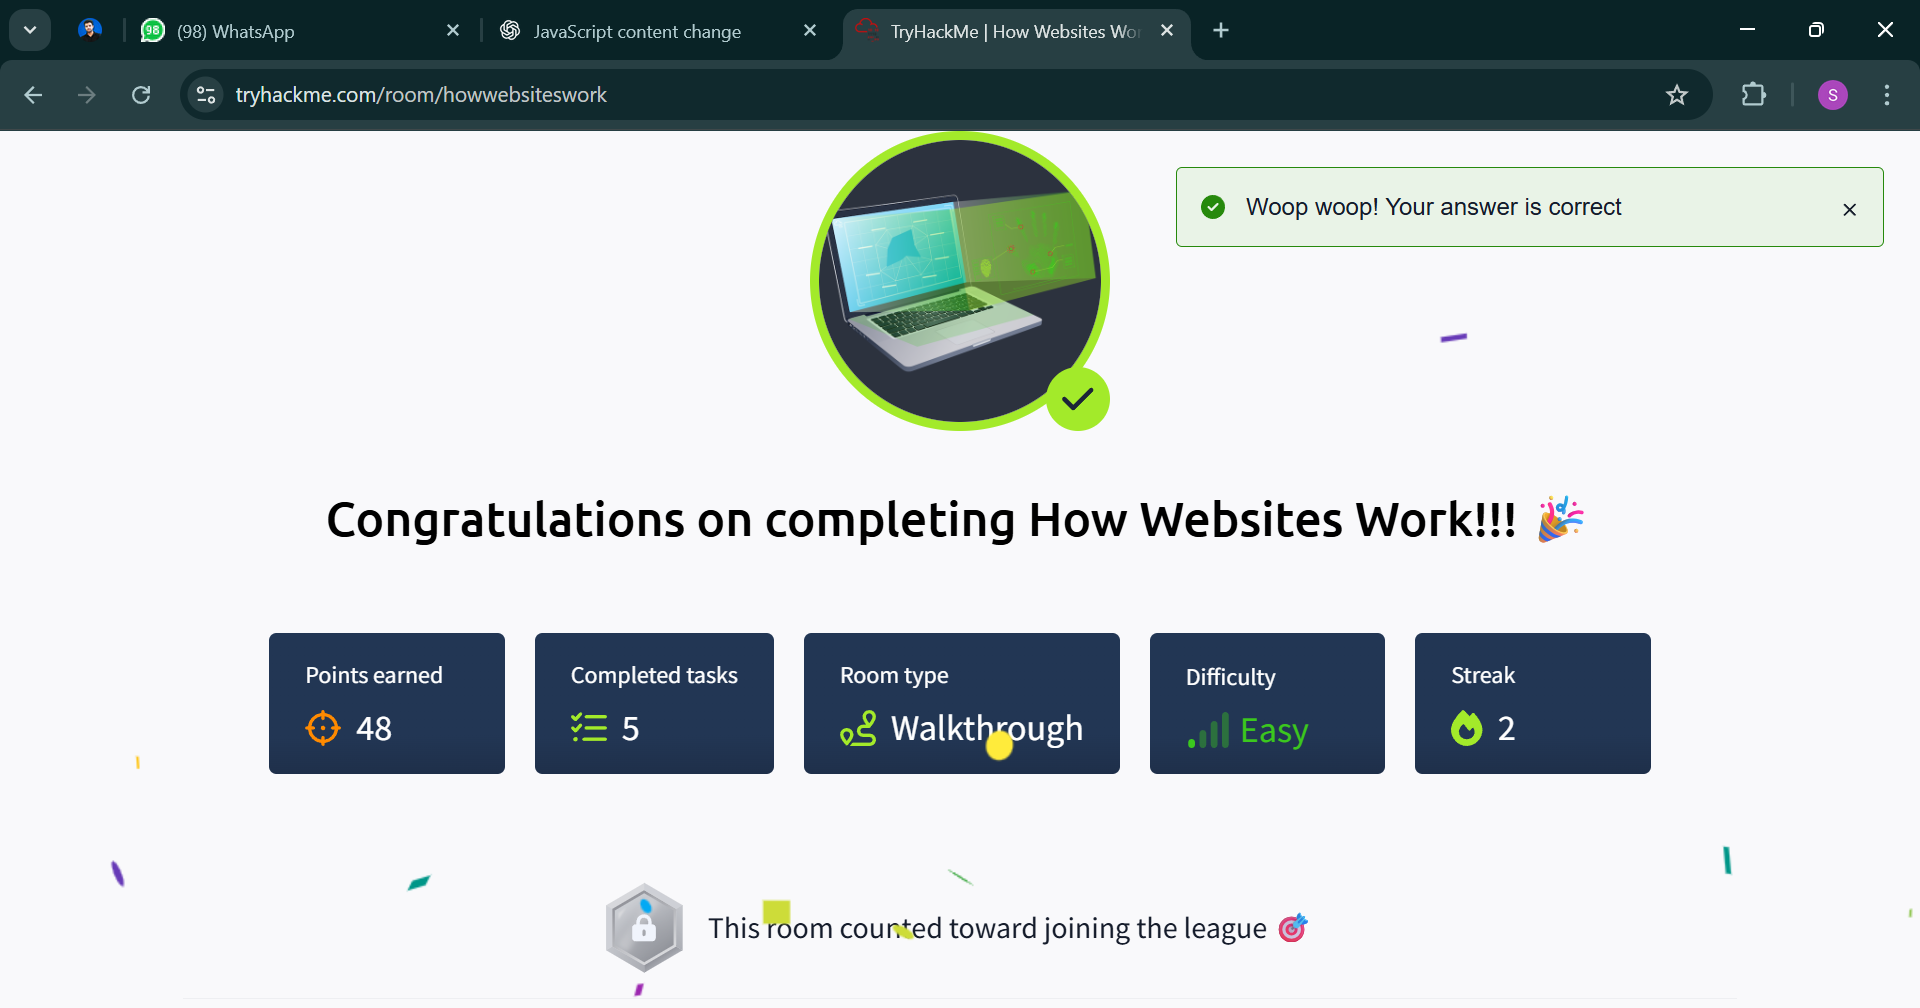 98
(98) WhatsApp
JavaScript content change
TryHackMe | How Websites Wor
tryhackme.com/room/howwebsiteswork
S
Woop woop! Your answer is correct
Congratulations on completing How Websites Work!!! 🎉
Points earned
48
Completed tasks
5
Room type
Walkthrough
Difficulty
Easy
Streak
2
This room counted toward joining the league 🎯